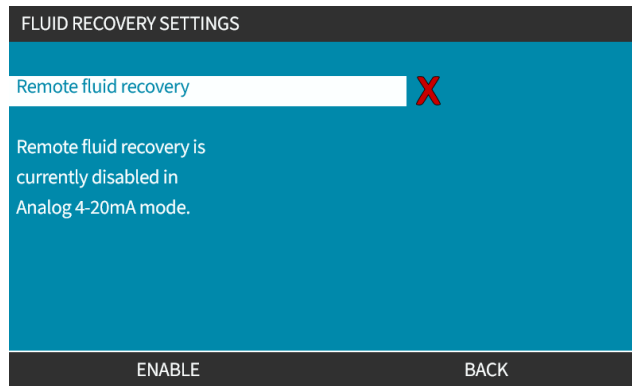 FLUID RECOVERY SETTINGS
Remote fluid recovery
Remote fluid recovery is
currently disabled in
Analog 4-20mA mode.
ENABLE BACK